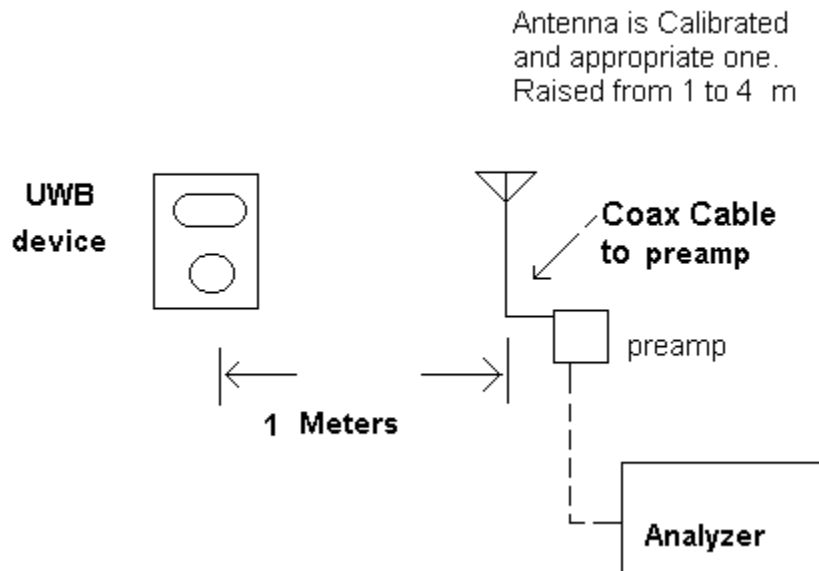 Antenna is Calibrated
and appropriate one.
Raised from 1 to 4 m
UWB
device
Coax Cable
to preamp
preamp
1 Meters
Analyzer